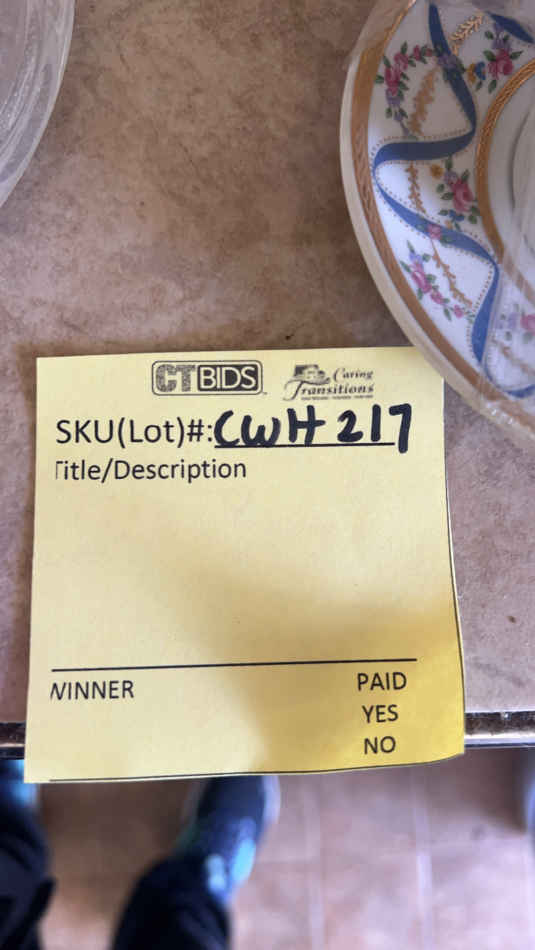 CTBIDS
Caring
Transitions
SKU(Lot)#: CWH 217
Title/Description
WINNER PAID
YES
NO